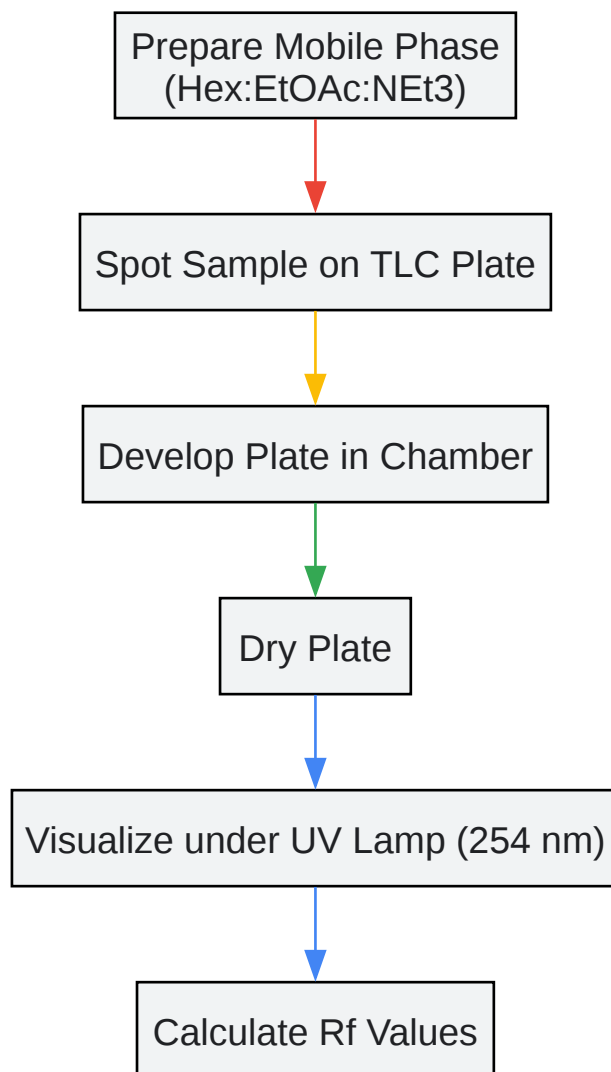 Prepare Mobile Phase
(Hex:EtOAc:NEt3)
Spot Sample on TLC Plate
Develop Plate in Chamber
Dry Plate
Visualize under UV Lamp (254 nm)
Calculate Rf Values